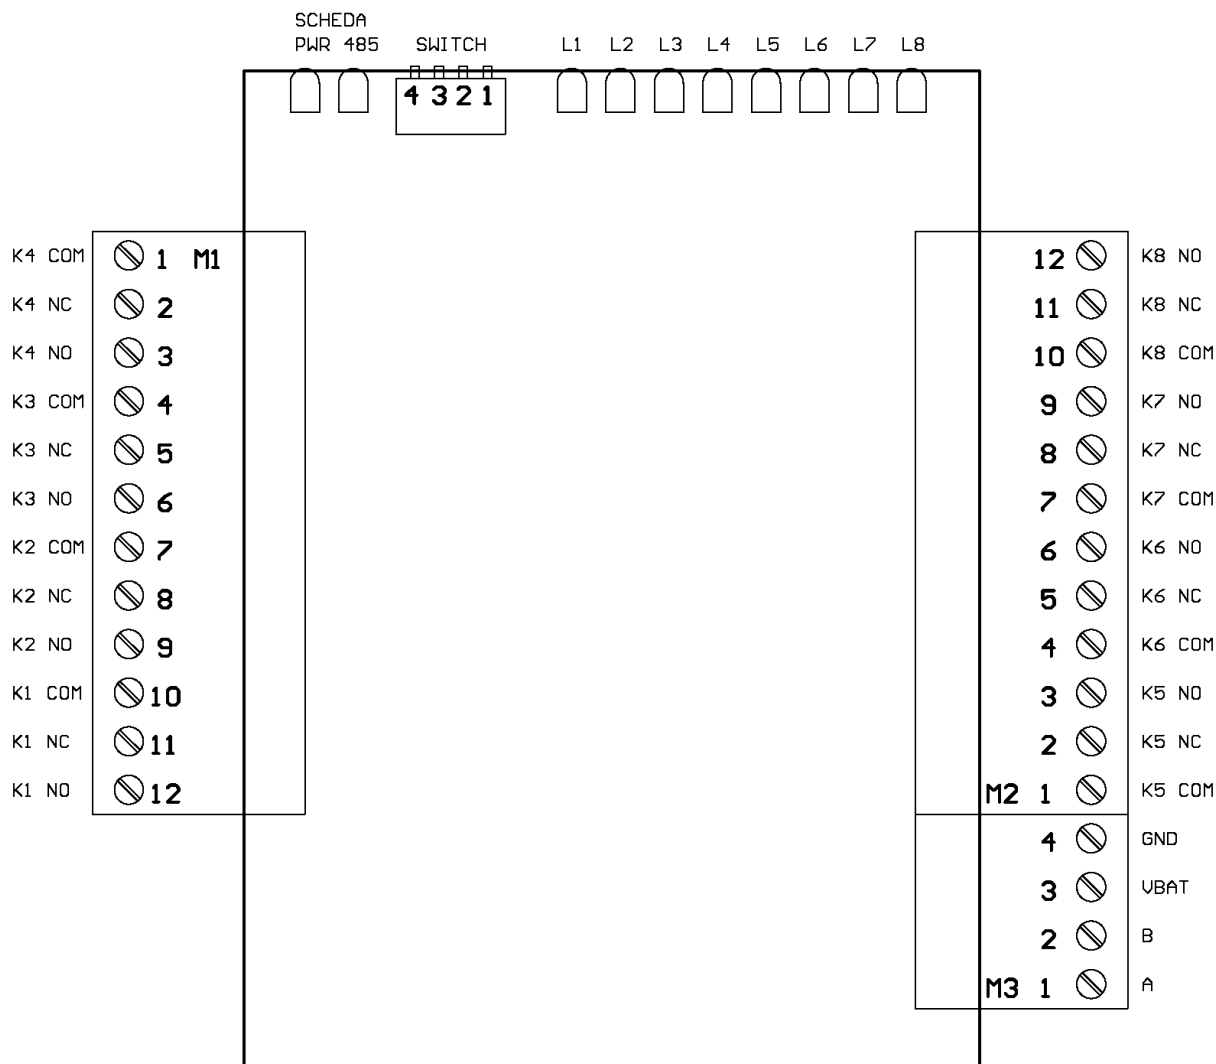 SCHEDA
PWR 485 SWITCH L1 L2 L3 L4 L5 L6 L7 L8
4 3 2 1
K4 COM 1 M1
K4 NC 2
K4 NO 3
K3 COM 4
K3 NC 5
K3 NO 6
K2 COM 7
K2 NC 8
K2 NO 9
K1 COM 10
K1 NC 11
K1 NO 12
12 K8 NO
11 K8 NC
10 K8 COM
9 K7 NO
8 K7 NC
7 K7 COM
6 K6 NO
5 K6 NC
4 K6 COM
3 K5 NO
2 K5 NC
M2 1 K5 COM
4 GND
3 VBAT
2 B
M3 1 A